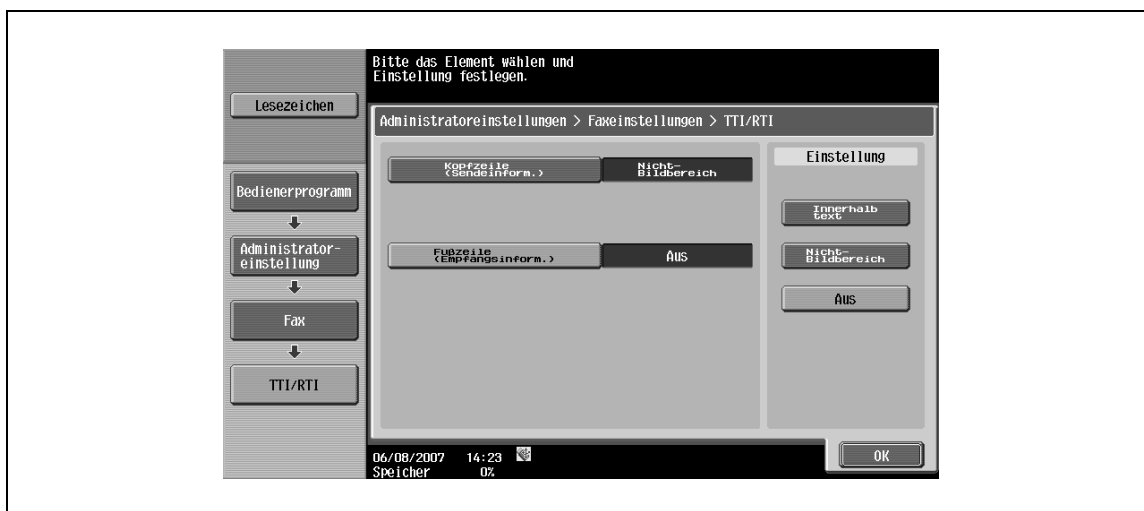 Bitte das Element wählen und
Einstellung festlegen.
Lesezeichen
Administratoreinstellungen > Faxeinstellungen > TTI/RTI
Kopfzeile
(Sendeinform.)
Nicht-
Bildbereich
Einstellung
Bedienerprogramm
Innerhalb
text
Administrator-
einstellung
Fußzeile
(Empfangsinform.)
Aus
Nicht-
Bildbereich
Aus
Fax
TTI/RTI
06/08/2007 14:23
Speicher 0%
OK